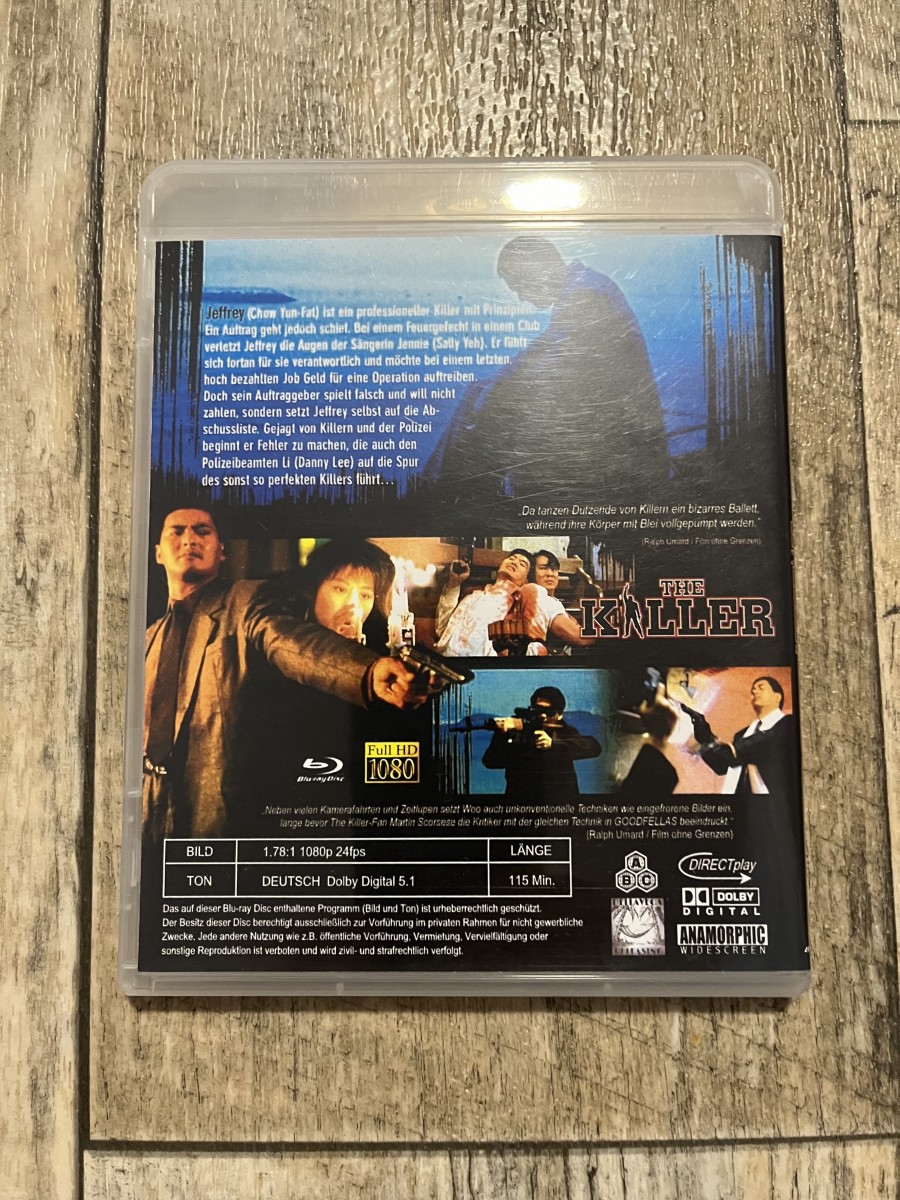 Jeffrey (Chow Yun-Fat) ist ein professioneller Killer mit Prinzipien.
Ein Auftrag geht jedoch schief. Bei einem Feuergefecht in einem Club
verletzt Jeffrey die Augen der Sängerin Jennie (Sally Yeh). Er fühlt
sich fortan für sie verantwortlich und möchte bei einem letzten,
hoch bezahlten Job Geld für eine Operation auftreiben.
Doch sein Auftraggeber spielt falsch und will nicht
zahlen, sondern setzt Jeffrey selbst auf die Ab-
schussliste. Gejagt von Killern und der Polizei
beginnt er Fehler zu machen, die auch den
Polizeibeamten Li (Danny Lee) auf die Spur
des sonst so perfekten Killers führt...
„Da tanzen Dutzende von Killern ein bizarres Ballett,
während ihre Körper mit Blei vollgepumpt werden.“
(Ralph Umard / Film ohne Grenzen)
THE
KILLER
Blu-ray Disc
Full HD
1080
„Neben vielen Kamerafahrten und Zeitlupen setzt Woo auch unkonventionelle Techniken wie eingefrorene Bilder ein,
lange bevor The Killer-Fan Martin Scorsese die Kritiker mit der gleichen Technik in GOODFELLAS beeindruckt.“
(Ralph Umard / Film ohne Grenzen)
BILD 1.78:1 1080p 24fps LÄNGE
TON DEUTSCH Dolby Digital 5.1 115 Min.
Das auf dieser Blu-ray Disc enthaltene Programm (Bild und Ton) ist urheberrechtlich geschützt.
Der Besitz dieser Disc berechtigt ausschließlich zur Vorführung im privaten Rahmen für nicht gewerbliche
Zwecke. Jede andere Nutzung wie z.B. öffentliche Vorführung, Vermietung, Vervielfältigung oder
sonstige Reproduktion ist verboten und wird zivil- und strafrechtlich verfolgt.
A
B C
RELEASING
DIRECTplay
DOLBY
DIGITAL
ANAMORPHIC
WIDESCREEN